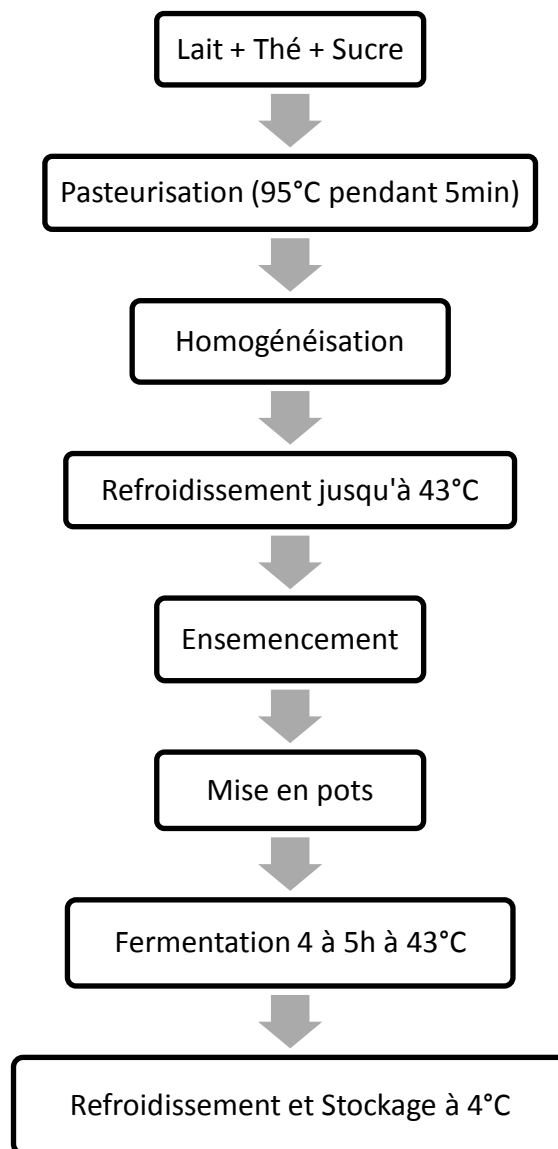 Lait + Thé + Sucre
Pasteurisation (95°C pendant 5min)
Homogénéisation
Refroidissement jusqu'à 43°C
Ensemencement
Mise en pots
Fermentation 4 à 5h à 43°C
Refroidissement et Stockage à 4°C